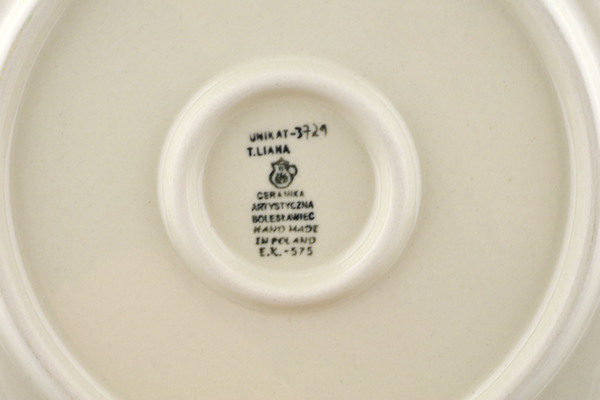 UNIKAT-3729
T.LIANA
CERAMIKA
ARTYSTYCZNA
BOLESŁAWIEC
HAND MADE
IN POLAND
E.K.-575